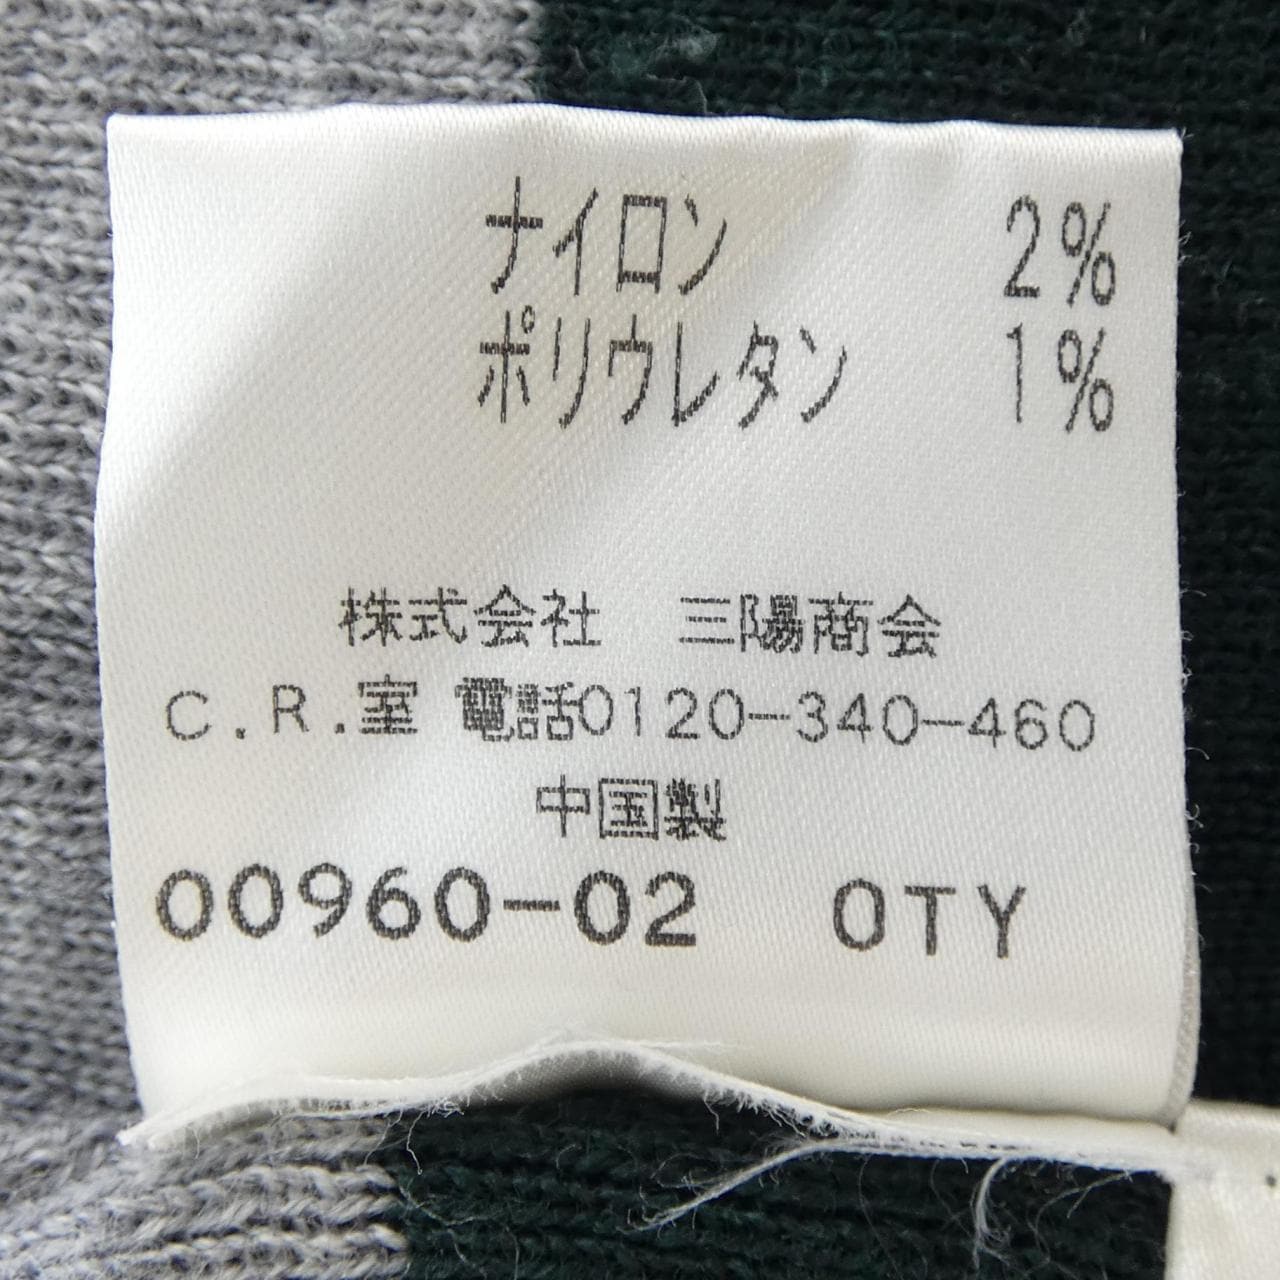 ナイロン 2%
ポリウレタン 1%
株式会社 三陽商会
C.R.室 電話0120-340-460
中国製
00960-02 OTY